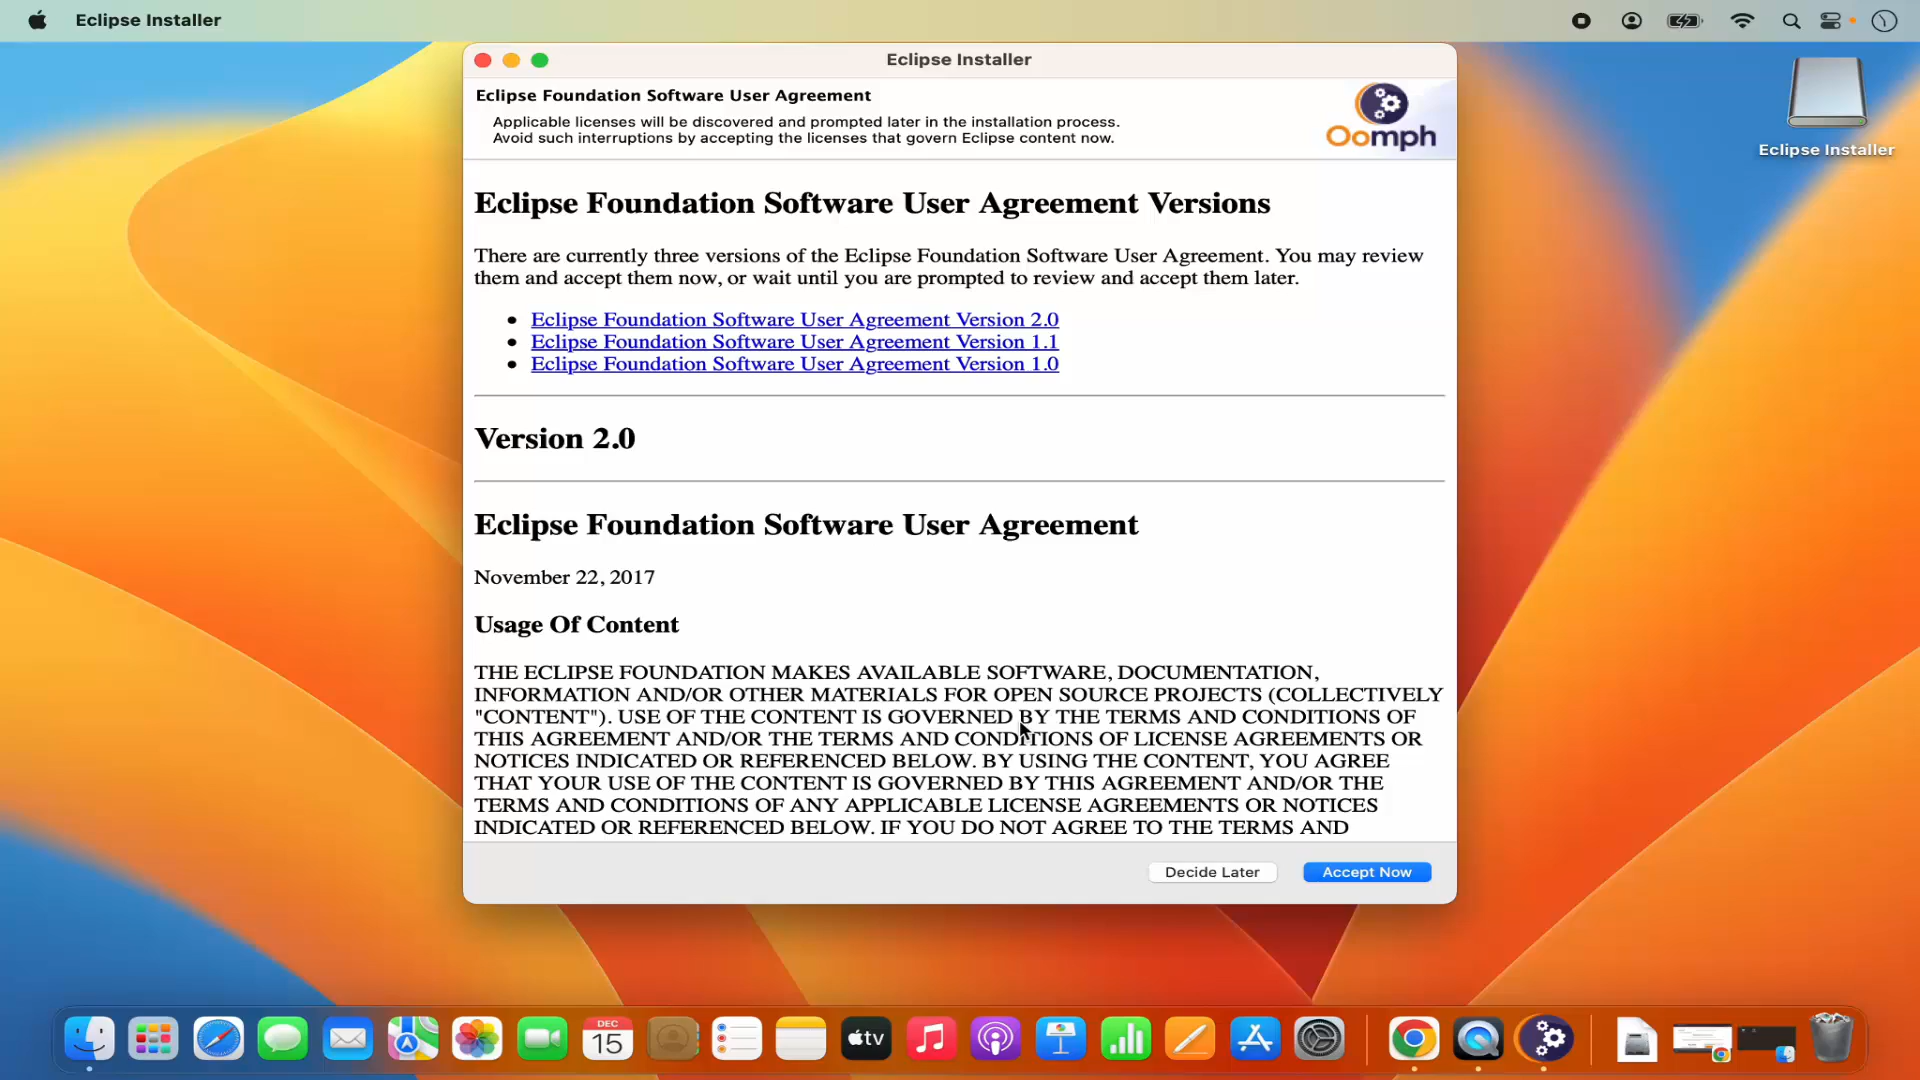 Eclipse Installer
Eclipse Installer
Eclipse Foundation Software User Agreement
Applicable licenses will be discovered and prompted later in the installation process.
Avoid such interruptions by accepting the licenses that govern Eclipse content now.
Oomph
Eclipse Installer
Eclipse Foundation Software User Agreement Versions
There are currently three versions of the Eclipse Foundation Software User Agreement. You may review
them and accept them now, or wait until you are prompted to review and accept them later.
• Eclipse Foundation Software User Agreement Version 2.0
• Eclipse Foundation Software User Agreement Version 1.1
• Eclipse Foundation Software User Agreement Version 1.0
Version 2.0
Eclipse Foundation Software User Agreement
November 22, 2017
Usage Of Content
THE ECLIPSE FOUNDATION MAKES AVAILABLE SOFTWARE, DOCUMENTATION,
INFORMATION AND/OR OTHER MATERIALS FOR OPEN SOURCE PROJECTS (COLLECTIVELY
"CONTENT"). USE OF THE CONTENT IS GOVERNED BY THE TERMS AND CONDITIONS OF
THIS AGREEMENT AND/OR THE TERMS AND CONDITIONS OF LICENSE AGREEMENTS OR
NOTICES INDICATED OR REFERENCED BELOW. BY USING THE CONTENT, YOU AGREE
THAT YOUR USE OF THE CONTENT IS GOVERNED BY THIS AGREEMENT AND/OR THE
TERMS AND CONDITIONS OF ANY APPLICABLE LICENSE AGREEMENTS OR NOTICES
INDICATED OR REFERENCED BELOW. IF YOU DO NOT AGREE TO THE TERMS AND
Decide Later
Accept Now
DEC
15
tv